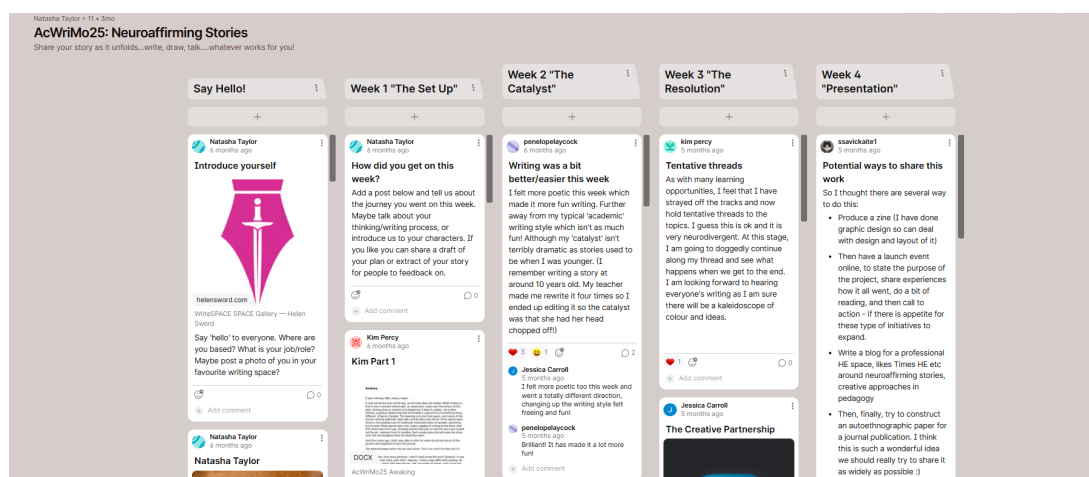 Natasha Taylor • 11 • 3mo
AcWriMo25: Neuroaffirming Stories
Share your story as it unfolds...write, draw, talk....whatever works for you!
Say Hello!
Natasha Taylor
6 months ago
Introduce yourself
helensword.com
WriteSPACE SPACE Gallery — Helen
Sword
Say 'hello' to everyone. Where are
you based? What is your job/role?
Maybe post a photo of you in your
favourite writing space?
0
Add comment
Natasha Taylor
6 months ago
Natasha Taylor
Week 1 "The Set Up"
Natasha Taylor
6 months ago
How did you get on this
week?
Add a post below and tell us about
the journey you went on this week.
Maybe talk about your
thinking/writing process, or
introduce us to your characters. If
you like you can share a draft of
your plan or extract of your story
for people to feedback on.
0
Add comment
Kim Percy
6 months ago
Kim Part 1
Awaking
DOCX
AcWriMo25 Awaking
Week 2 "The
Catalyst"
penelopelaycock
6 months ago
Writing was a bit
better/easier this week
I felt more poetic this week which
made it more fun writing. Further
away from my typical 'academic'
writing style which isn't as much
fun! Although my 'catalyst' isn't
terribly dramatic as stories used to
be when I was younger. (I
remember writing a story at
around 10 years old. My teacher
made me rewrite it four times so I
ended up editing it so the catalyst
was that she had her head
chopped off!)
3 1 2
Jessica Carroll
5 months ago
I felt more poetic too this week and
went a totally different direction,
changing up the writing style felt
freeing and fun!
penelopelaycock
5 months ago
Brilliant! It has made it a lot more
fun!
Add comment
Week 3 "The
Resolution"
kim percy
5 months ago
Tentative threads
As with many learning
opportunities, I feel that I have
strayed off the tracks and now
hold tentative threads to the
topics. I guess this is ok and it is
very neurodivergent. At this stage,
I am going to doggedly continue
along my thread and see what
happens when we get to the end.
I am looking forward to hearing
everyone's writing as I am sure
there will be a kaleidoscope of
colour and ideas.
1 0
Add comment
Jessica Carroll
5 months ago
The Creative Partnership
Week 4
"Presentation"
ssavickaite1
5 months ago
Potential ways to share this
work
So I thought there are several way
to do this:
• Produce a zine (I have done
graphic design so can deal
with design and layout of it)
• Then have a launch event
online, to state the purpose of
the project, share experiences
how it all went, do a bit of
reading, and then call to
action - if there is appetite for
these type of initiatives to
expand.
• Write a blog for a professional
HE space, likes Times HE etc
around neuroaffirming stories,
creative approaches in
pedagogy
• Then, finally, try to construct
an autoethnographic paper for
a journal publication. I think
this is such a wonderful idea
we should really try to share it
as widely as possible :)